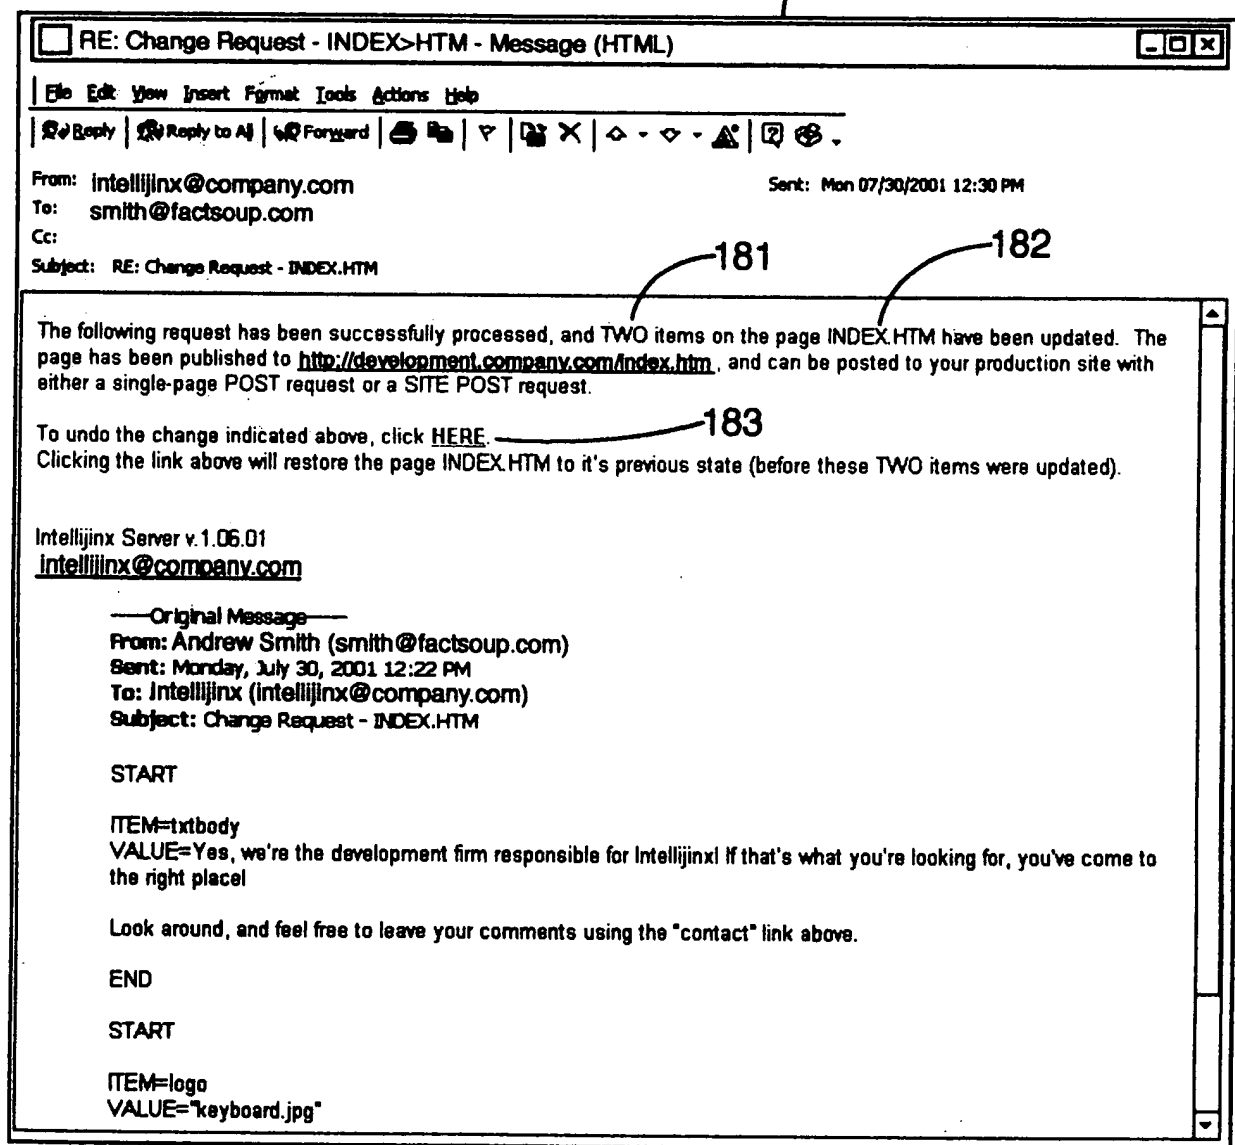 RE: Change Request - INDEX>HTM - Message (HTML)
File Edit View Insert Format Tools Actions Help
Reply Reply to All Forward
From: intellijinx@company.com Sent: Mon 07/30/2001 12:30 PM
To: smith@factsoup.com
Cc:
Subject: RE: Change Request - INDEX.HTM
181
182
The following request has been successfully processed, and TWO items on the page INDEX.HTM have been updated. The
page has been published to http://development.company.com/index.htm, and can be posted to your production site with
either a single-page POST request or a SITE POST request.
183
To undo the change indicated above, click HERE.
Clicking the link above will restore the page INDEX.HTM to it's previous state (before these TWO items were updated).
Intellijinx Server v.1.06.01
intellijinx@company.com
-----Original Message-----
From: Andrew Smith (smith@factsoup.com)
Sent: Monday, July 30, 2001 12:22 PM
To: Intellijinx (intellijinx@company.com)
Subject: Change Request - INDEX.HTM
START
ITEM=txtbody
VALUE=Yes, we're the development firm responsible for Intellijinx! If that's what you're looking for, you've come to
the right place!
Look around, and feel free to leave your comments using the "contact" link above.
END
START
ITEM=logo
VALUE="keyboard.jpg"